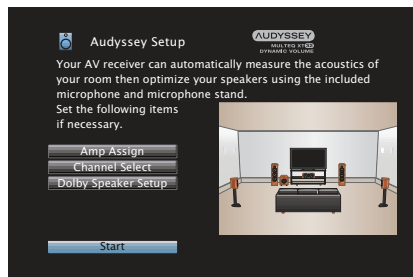 Audyssey Setup
AUDYSSEY
MULTEQ XT32
DYNAMIC VOLUME
Your AV receiver can automatically measure the acoustics of
your room then optimize your speakers using the included
microphone and microphone stand.
Set the following items
if necessary.
Amp Assign
Channel Select
Dolby Speaker Setup
Start